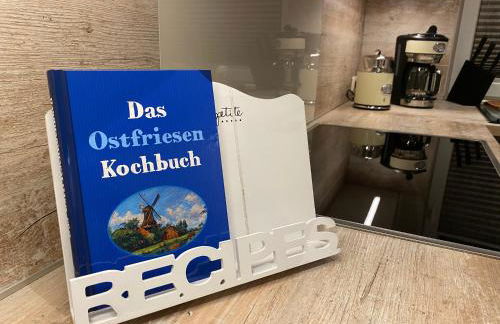 Das
Ostfriesen
Kochbuch
RECIPES